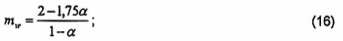 m_w = (2−1,75α)/(1−α); (16)